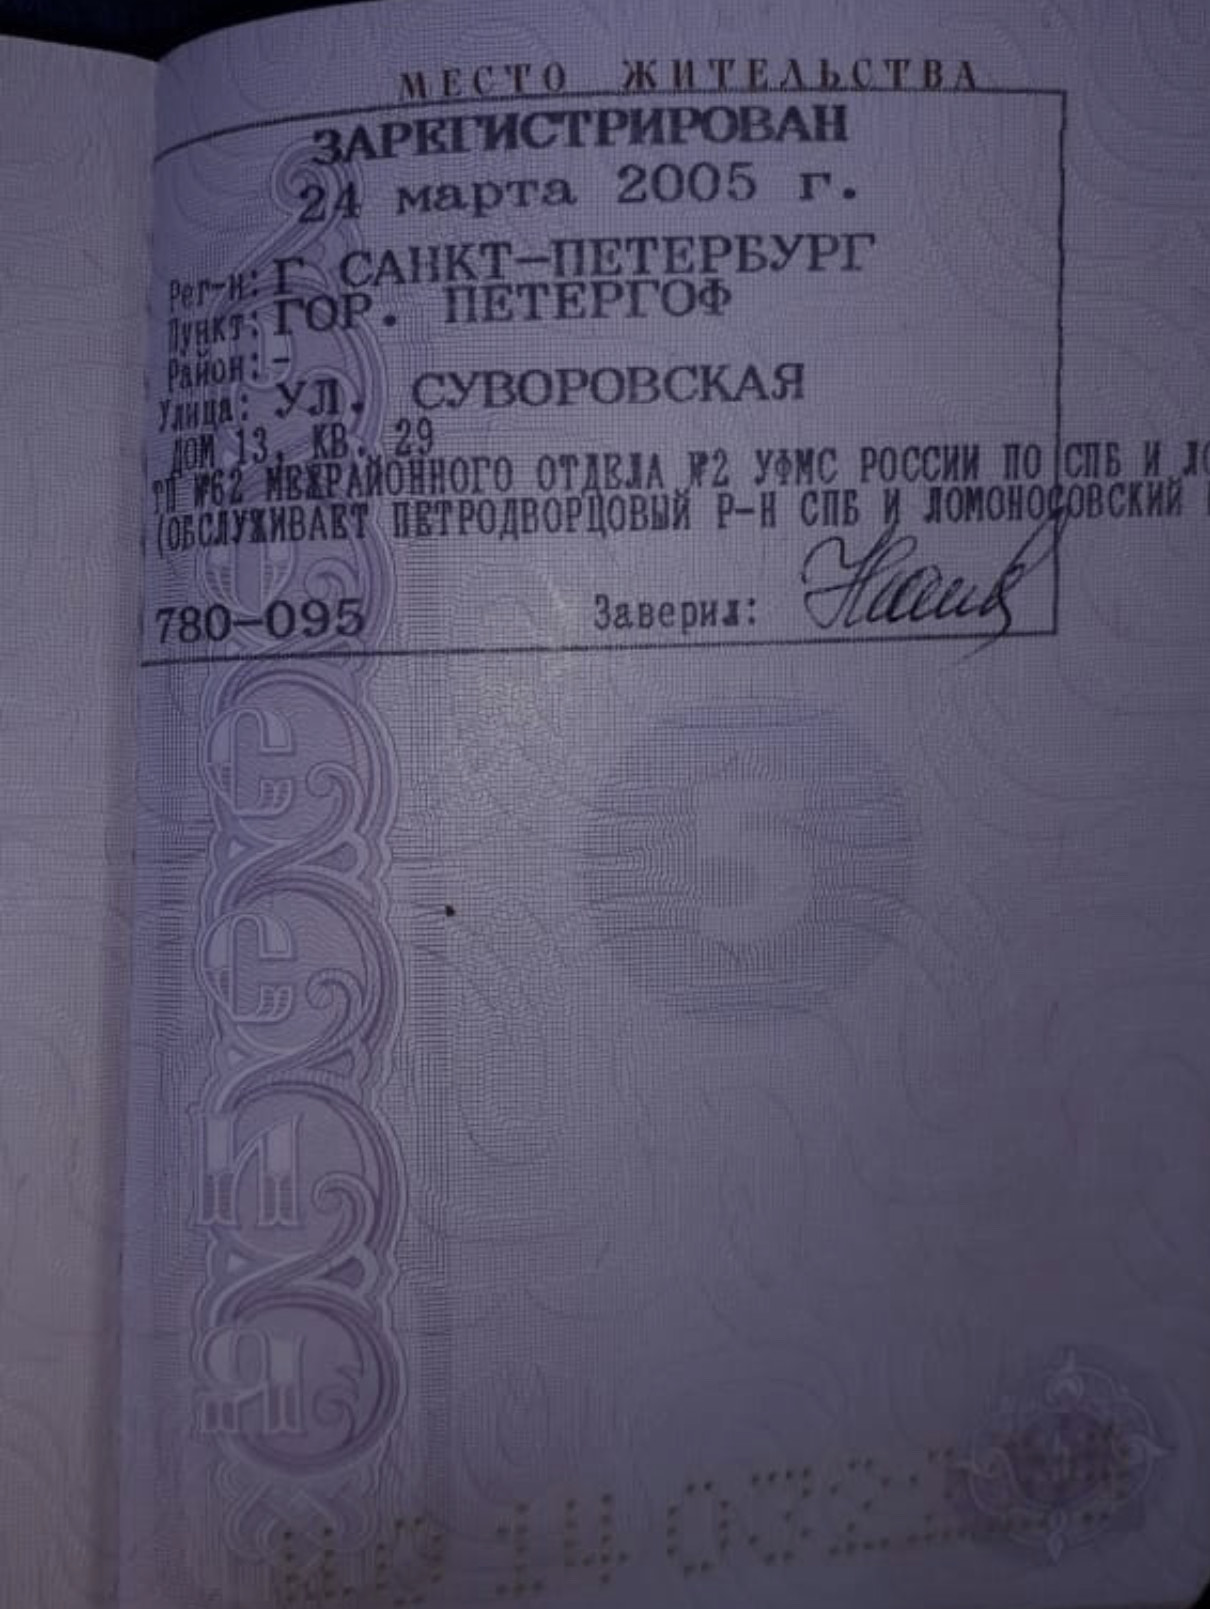 МЕСТО ЖИТЕЛЬСТВА
ЗАРЕГИСТРИРОВАН
24 марта 2005 г.
Рег-н: Г САНКТ-ПЕТЕРБУРГ
Пункт: ГОР. ПЕТЕРГОФ
Район: -
Улица: УЛ. СУВОРОВСКАЯ
ДОМ 13, КВ. 29
ТП №62 МЕЖРАЙОННОГО ОТДЕЛА №2 УФМС РОССИИ ПО СПБ И
(ОБСЛУЖИВАЕТ ПЕТРОДВОРЦОВЫЙ Р-Н СПБ И ЛОМОНОСОВСКИЙ
780-095 Заверил: